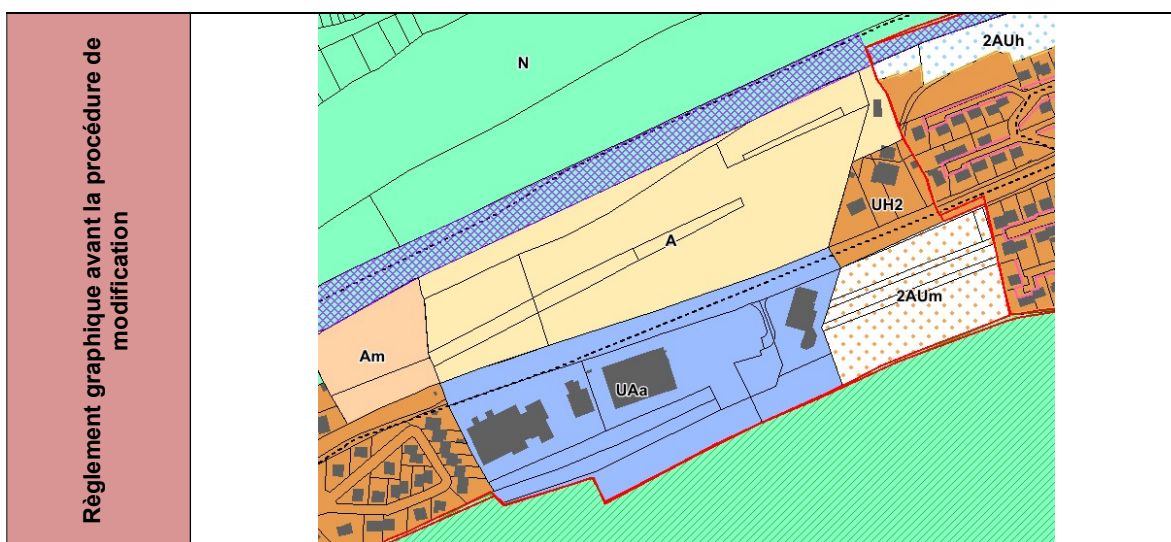 Règlement graphique avant la procédure de
modification
2AUh
N
UH2
A
2AUm
Am
UAa